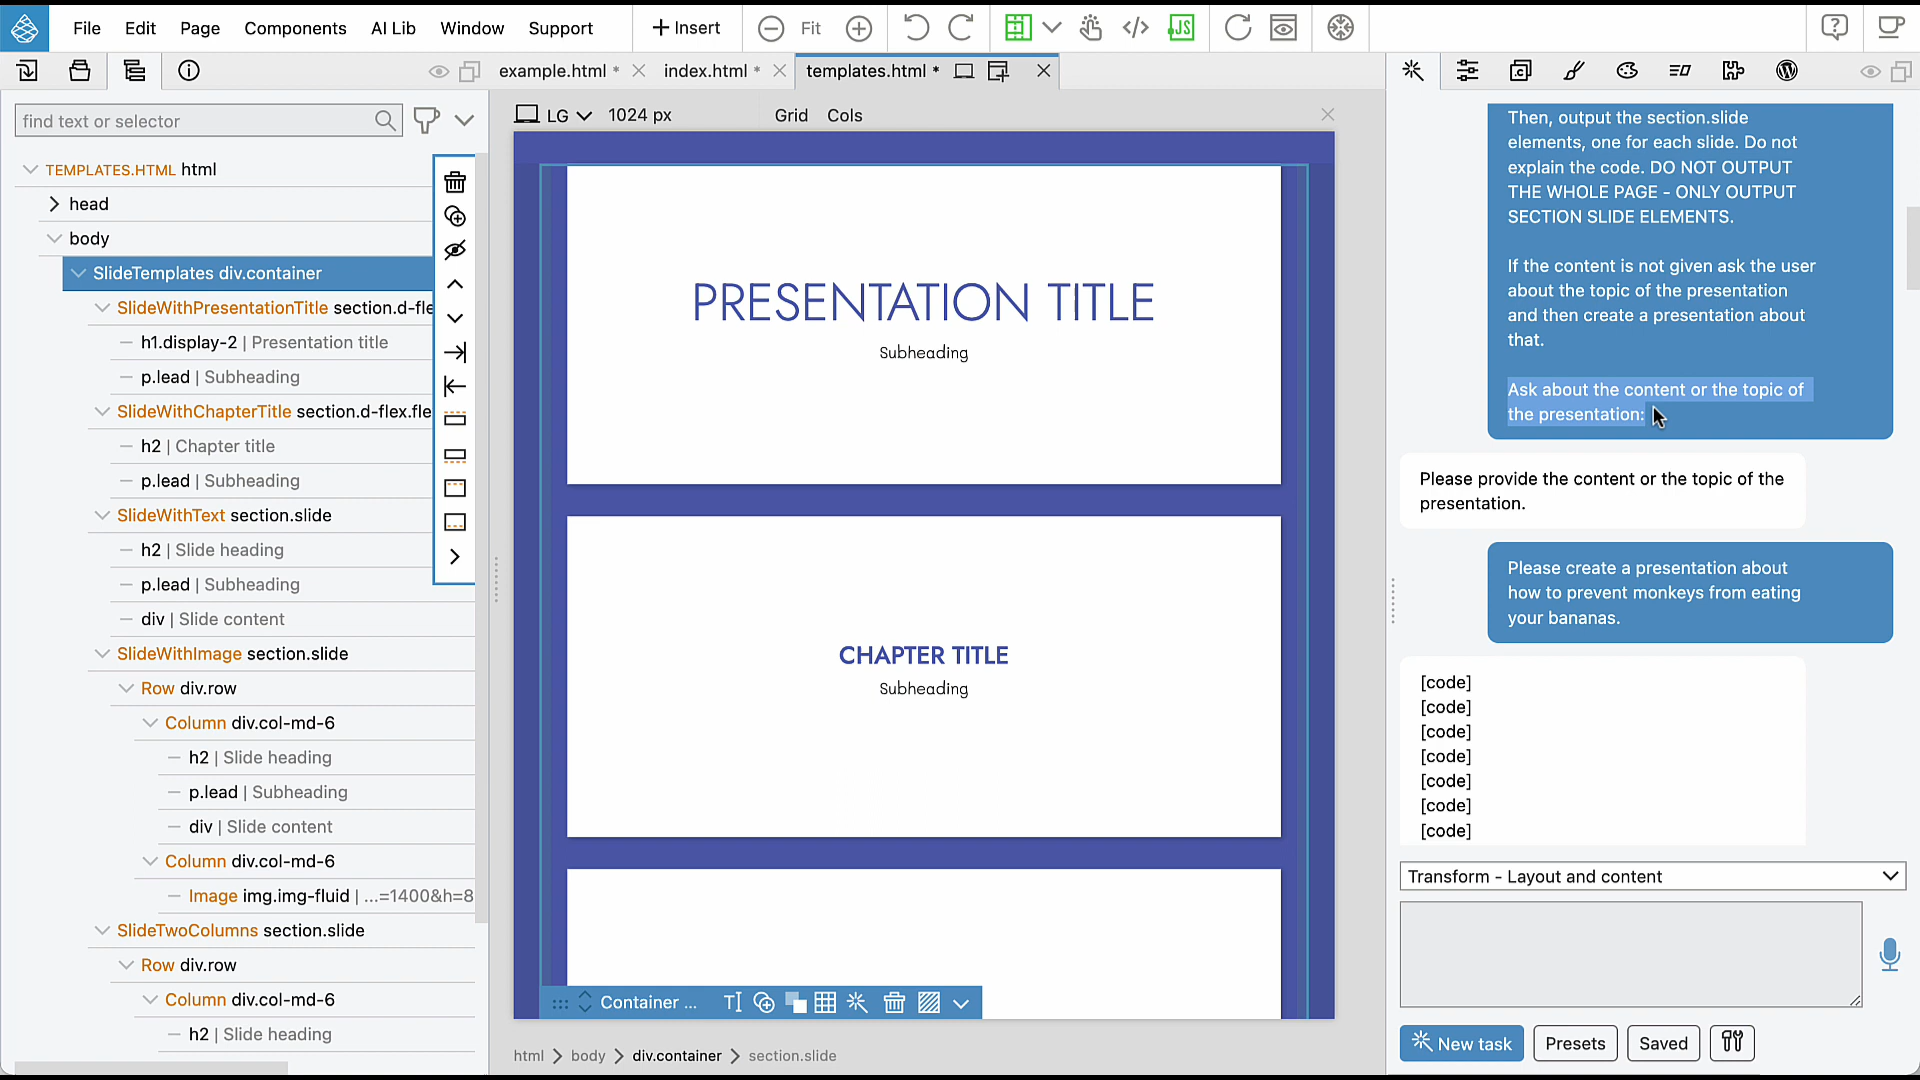 File Edit Page Components AI Lib Window Support + Insert Fit JS
example.html * index.html * templates.html *
find text or selector
LG 1024 px Grid Cols
TEMPLATES.HTML html
head
body
SlideTemplates div.container
SlideWithPresentationTitle section.d-fle
h1.display-2 | Presentation title
p.lead | Subheading
SlideWithChapterTitle section.d-flex.fle
h2 | Chapter title
p.lead | Subheading
SlideWithText section.slide
h2 | Slide heading
p.lead | Subheading
div | Slide content
SlideWithImage section.slide
Row div.row
Column div.col-md-6
h2 | Slide heading
p.lead | Subheading
div | Slide content
Column div.col-md-6
Image img.img-fluid | ...=1400&h=8
SlideTwoColumns section.slide
Row div.row
Column div.col-md-6
h2 | Slide heading
PRESENTATION TITLE
Subheading
CHAPTER TITLE
Subheading
Container ...
html > body > div.container > section.slide
Then, output the section.slide
elements, one for each slide. Do not
explain the code. DO NOT OUTPUT
THE WHOLE PAGE - ONLY OUTPUT
SECTION SLIDE ELEMENTS.
If the content is not given ask the user
about the topic of the presentation
and then create a presentation about
that.
Ask about the content or the topic of
the presentation:
Please provide the content or the topic of the
presentation.
Please create a presentation about
how to prevent monkeys from eating
your bananas.
[code]
[code]
[code]
[code]
[code]
[code]
[code]
Transform - Layout and content
New task Presets Saved